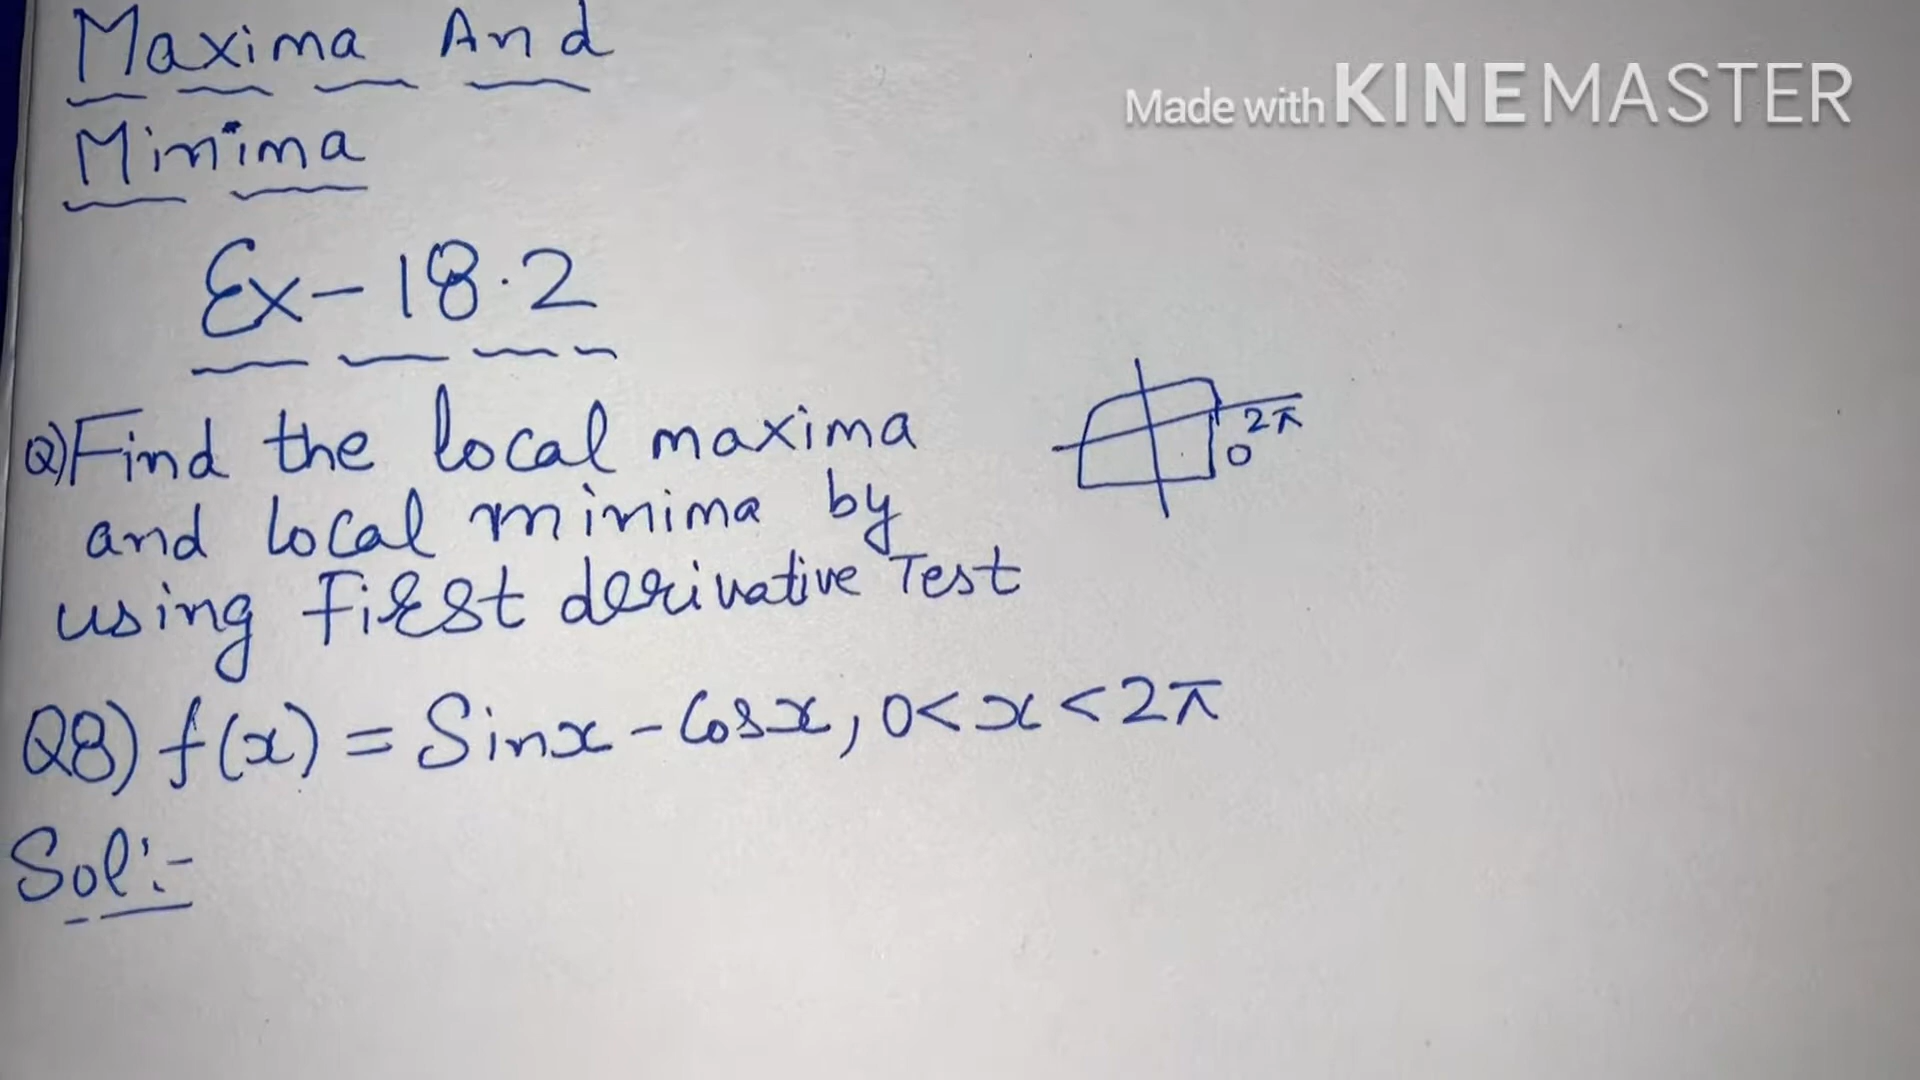 Maxima And
Minima
Made with KINEMASTER
Ex-18.2
Q) Find the local maxima
and local minima by
using First derivative Test
2π
0
Q8) f(x) = Sinx - Cosx, 0 < x < 2π
Sol':-